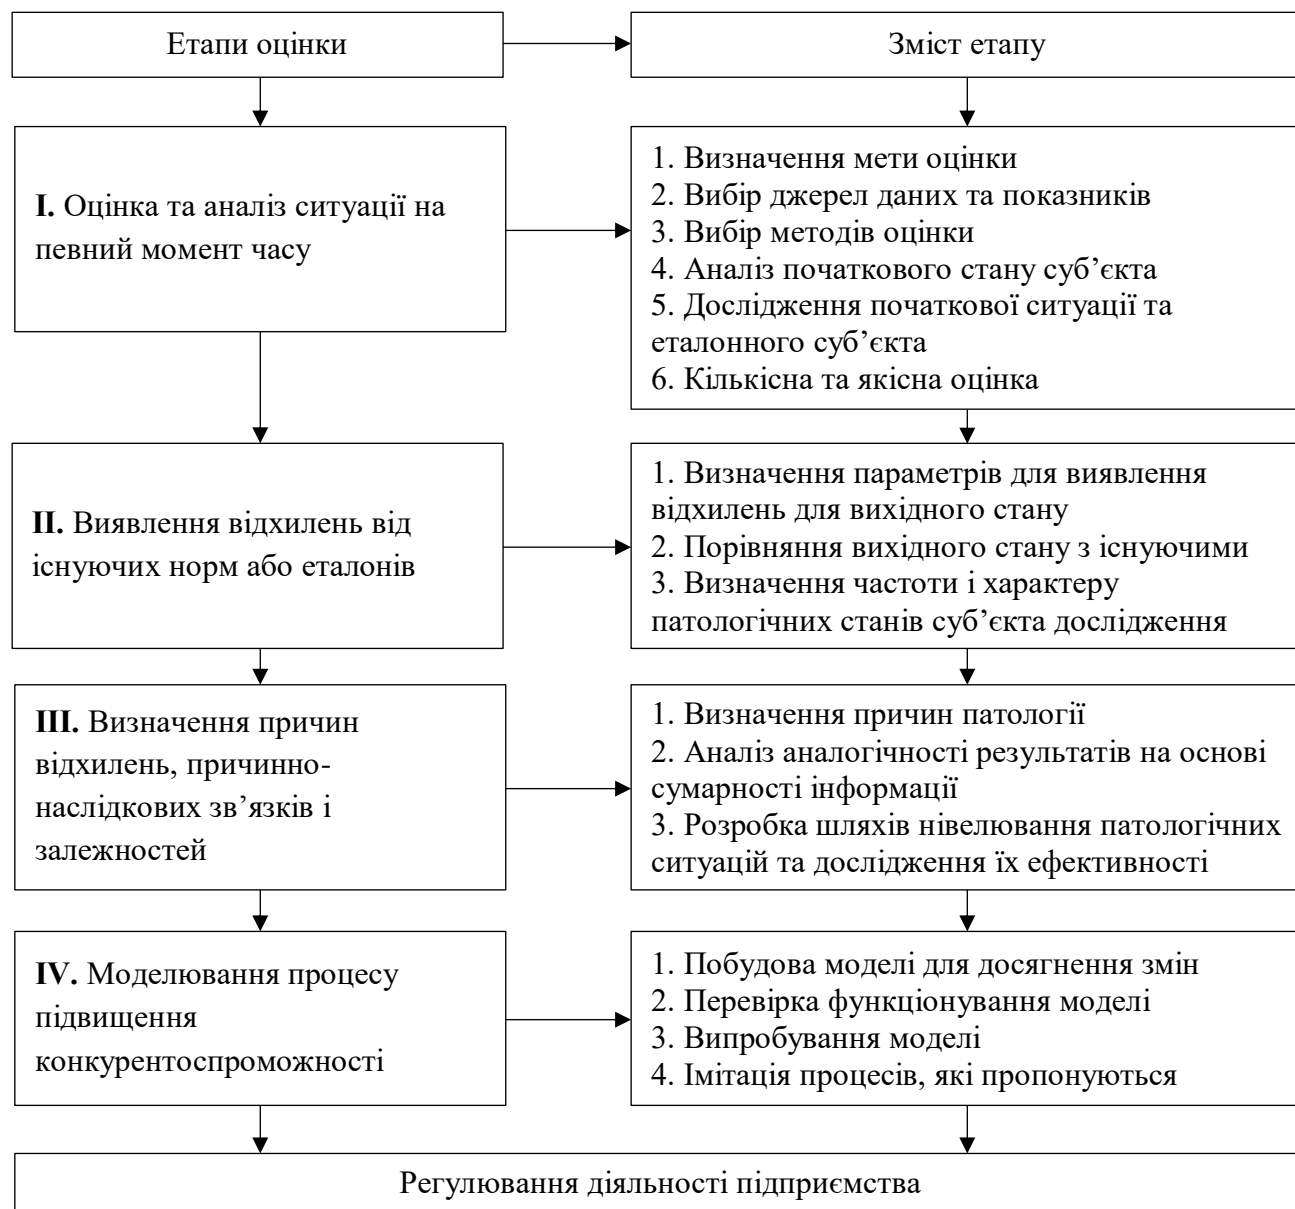 Етапи оцінки
Зміст етапу
I. Оцінка та аналіз ситуації на
певний момент часу
1. Визначення мети оцінки
2. Вибір джерел даних та показників
3. Вибір методів оцінки
4. Аналіз початкового стану суб’єкта
5. Дослідження початкової ситуації та
еталонного суб’єкта
6. Кількісна та якісна оцінка
II. Виявлення відхилень від
існуючих норм або еталонів
1. Визначення параметрів для виявлення
відхилень для вихідного стану
2. Порівняння вихідного стану з існуючими
3. Визначення частоти і характеру
патологічних станів суб’єкта дослідження
III. Визначення причин
відхилень, причинно-
наслідкових зв’язків і
залежностей
1. Визначення причин патології
2. Аналіз аналогічності результатів на основі
сумарності інформації
3. Розробка шляхів нівелювання патологічних
ситуацій та дослідження їх ефективності
IV. Моделювання процесу
підвищення
конкурентоспроможності
1. Побудова моделі для досягнення змін
2. Перевірка функціонування моделі
3. Випробування моделі
4. Імітація процесів, які пропонуються
Регулювання діяльності підприємства